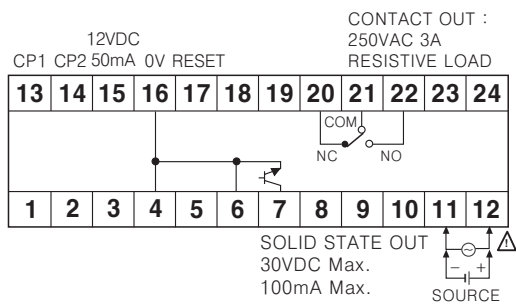 CONTACT OUT :
12VDC 250VAC 3A
CP1 CP2 50mA 0V RESET RESISTIVE LOAD
13 14 15 16 17 18 19 20 21 22 23 24
COM
NC NO
1 2 3 4 5 6 7 8 9 10 11 12
SOLID STATE OUT
30VDC Max.
100mA Max.
− +
SOURCE